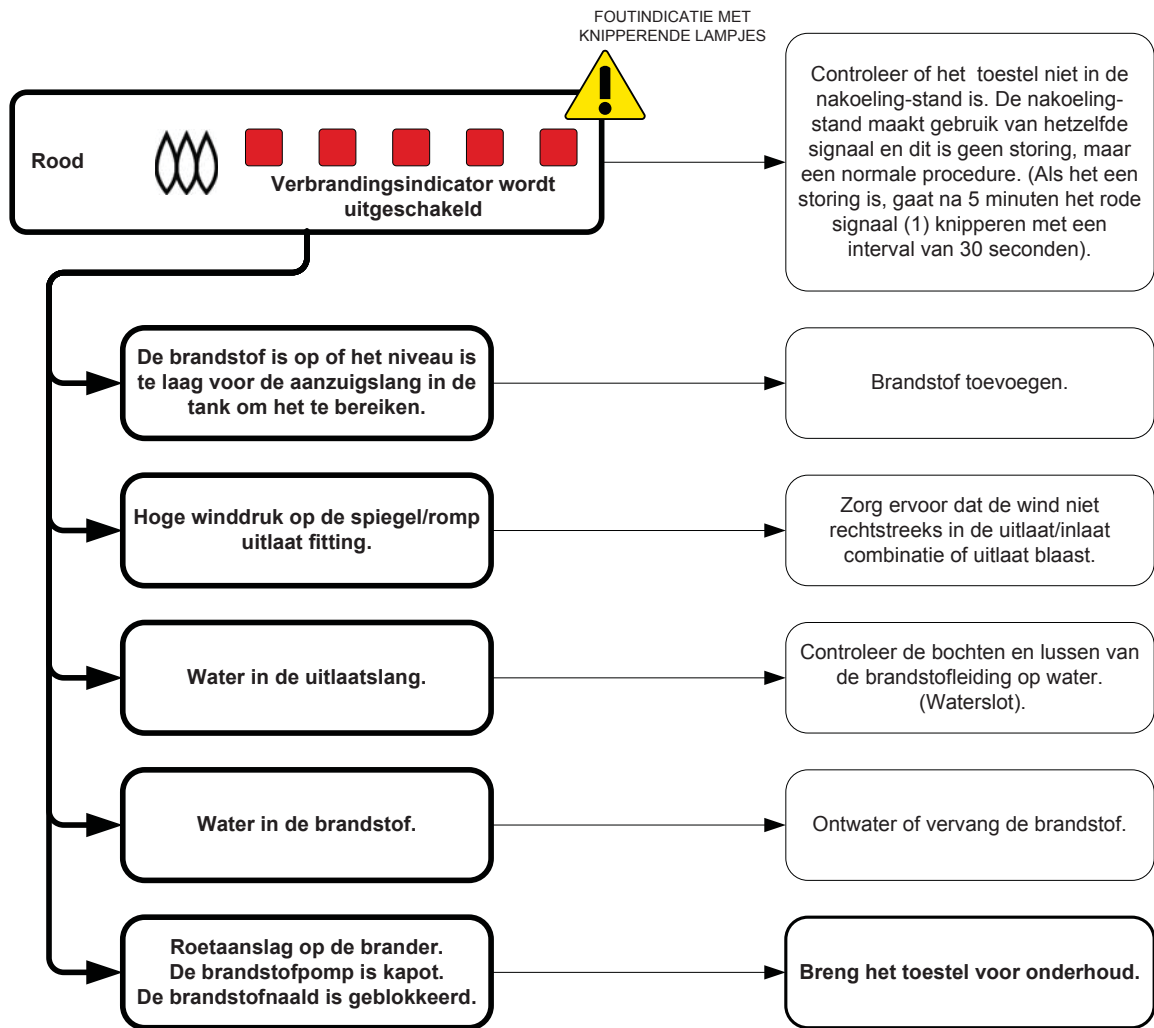 FOUTINDICATIE MET
KNIPPERENDE LAMPJES
Rood
Verbrandingsindicator wordt
uitgeschakeld
Controleer of het toestel niet in de
nakoeling-stand is. De nakoeling-
stand maakt gebruik van hetzelfde
signaal en dit is geen storing, maar
een normale procedure. (Als het een
storing is, gaat na 5 minuten het rode
signaal (1) knipperen met een
interval van 30 seconden).
De brandstof is op of het niveau is
te laag voor de aanzuigslang in de
tank om het te bereiken.
Brandstof toevoegen.
Hoge winddruk op de spiegel/romp
uitlaat fitting.
Zorg ervoor dat de wind niet
rechtstreeks in de uitlaat/inlaat
combinatie of uitlaat blaast.
Water in de uitlaatslang.
Controleer de bochten en lussen van
de brandstofleiding op water.
(Waterslot).
Water in de brandstof.
Ontwater of vervang de brandstof.
Roetaanslag op de brander.
De brandstofpomp is kapot.
De brandstofnaald is geblokkeerd.
Breng het toestel voor onderhoud.